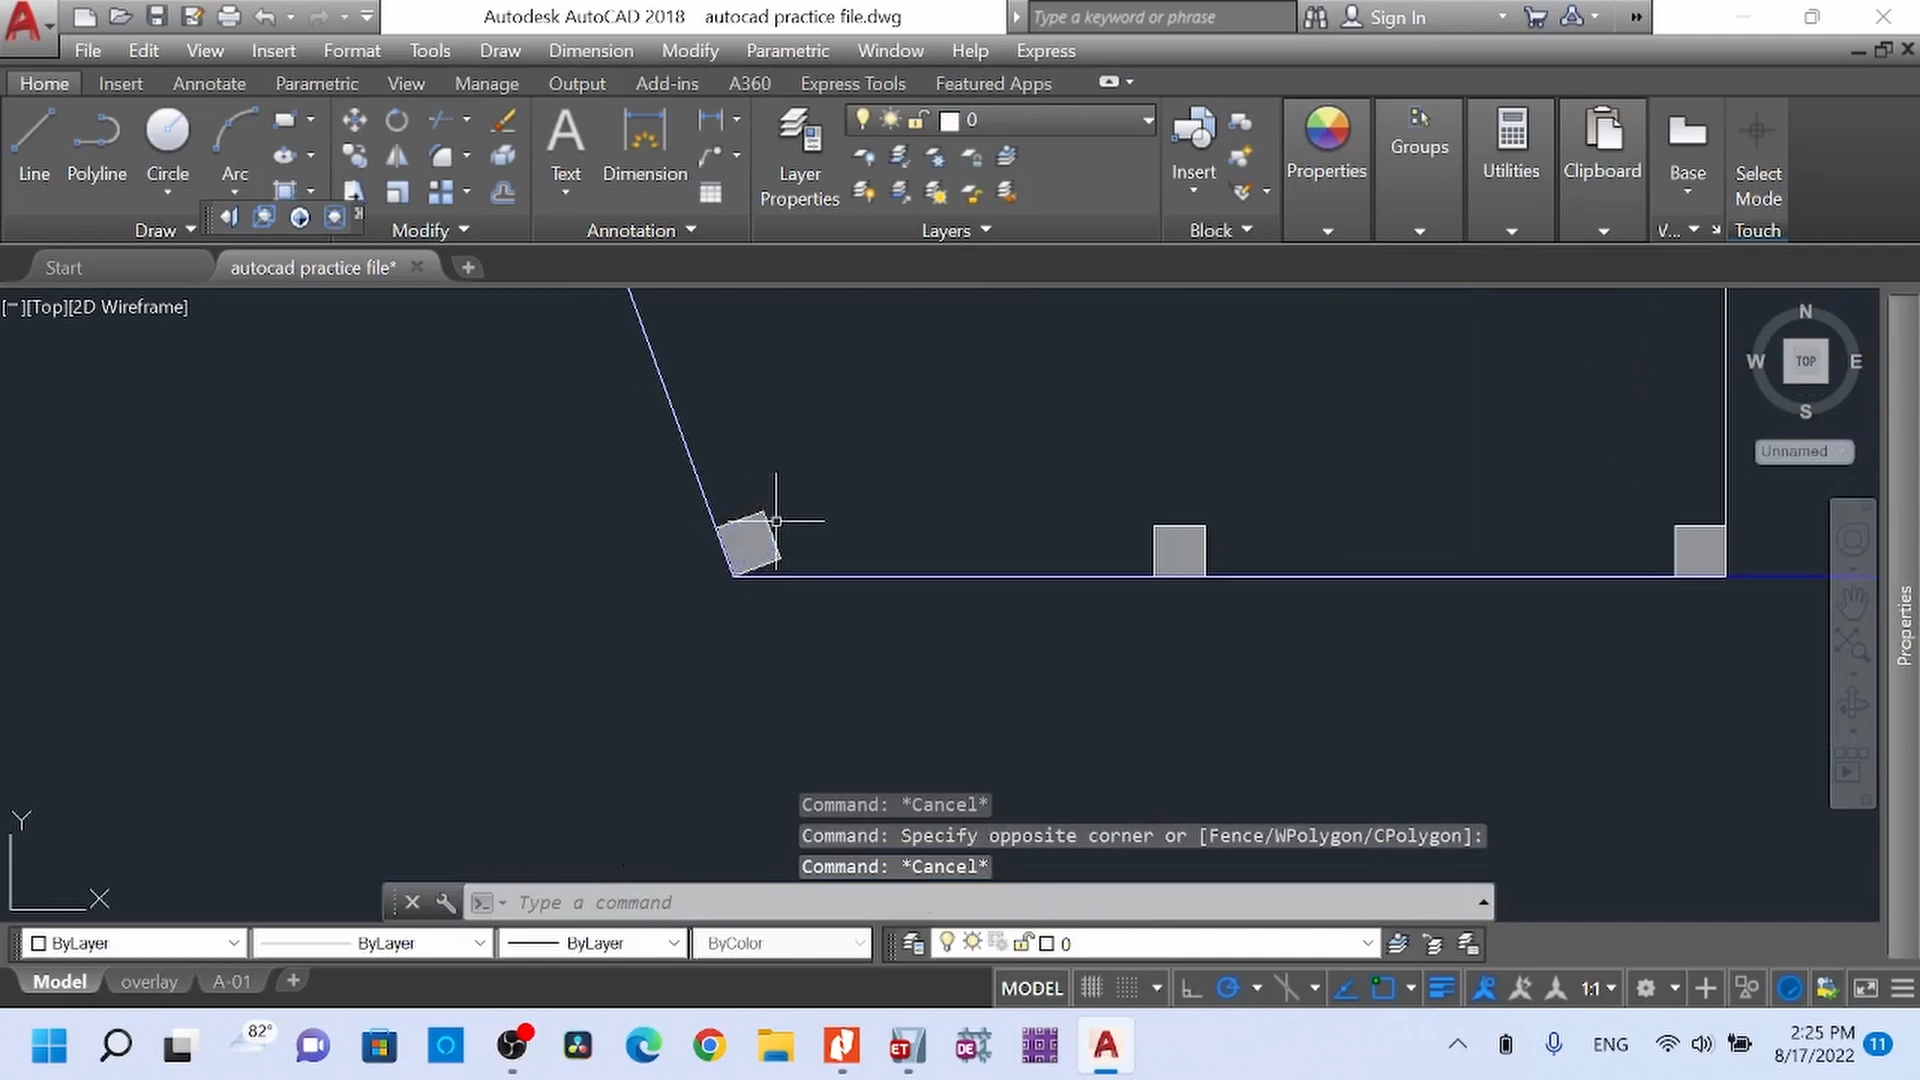 Autodesk AutoCAD 2018 autocad practice file.dwg
Type a keyword or phrase
Sign In
File Edit View Insert Format Tools Draw Dimension Modify Parametric Window Help Express
Home Insert Annotate Parametric View Manage Output Add-ins A360 Express Tools Featured Apps
0
Line Polyline Circle Arc
Text Dimension
Layer Properties
Insert
Properties
Groups
Utilities
Clipboard
Base
Select Mode
Draw Modify Annotation Layers Block V... Touch
Start autocad practice file*
[−][Top][2D Wireframe]
N
W TOP E
S
Unnamed
Properties
Y
X
Command: *Cancel*
Command: Specify opposite corner or [Fence/WPolygon/CPolygon]:
Command: *Cancel*
Type a command
ByLayer ByLayer ByLayer ByColor 0
Model overlay A-01
MODEL 1:1
82°
ET
DE
ENG
2:25 PM
8/17/2022
11